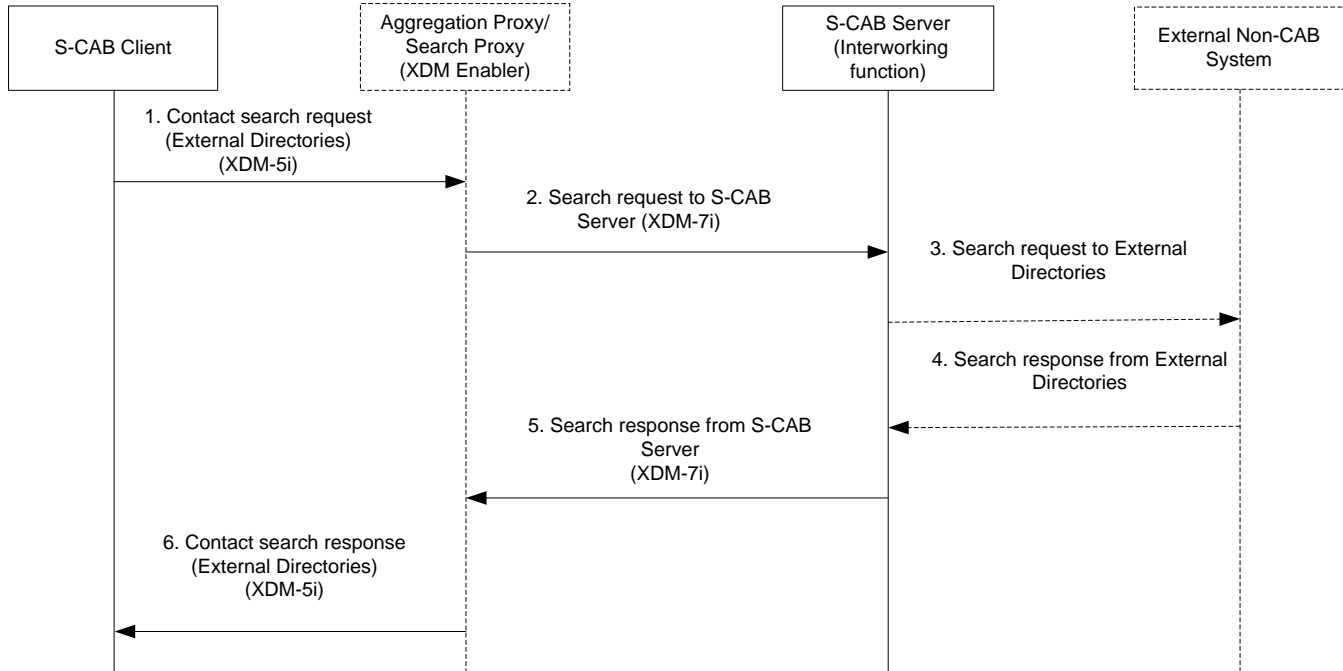 S-CAB Client
Aggregation Proxy/
Search Proxy
(XDM Enabler)
S-CAB Server
(Interworking
function)
External Non-CAB
System
1. Contact search request
(External Directories)
(XDM-5i)
2. Search request to S-CAB
Server (XDM-7i)
3. Search request to External
Directories
4. Search response from External
Directories
5. Search response from S-CAB
Server
(XDM-7i)
6. Contact search response
(External Directories)
(XDM-5i)